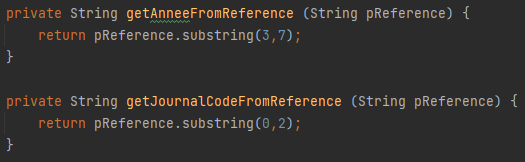 private String getAnneeFromReference (String pReference) {
    return pReference.substring(3,7);
}
private String getJournalCodeFromReference (String pReference) {
    return pReference.substring(0,2);
}